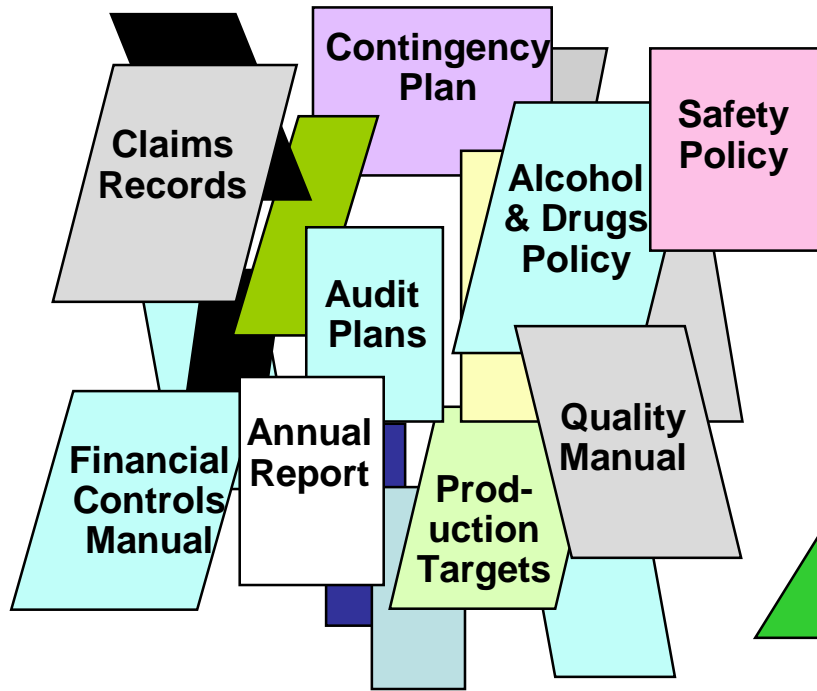 Contingency
Plan
Claims
Records
Safety
Policy
Alcohol
& Drugs
Policy
Audit
Plans
Annual
Report
Quality
Manual
Financial
Controls
Manual
Prod-
uction
Targets